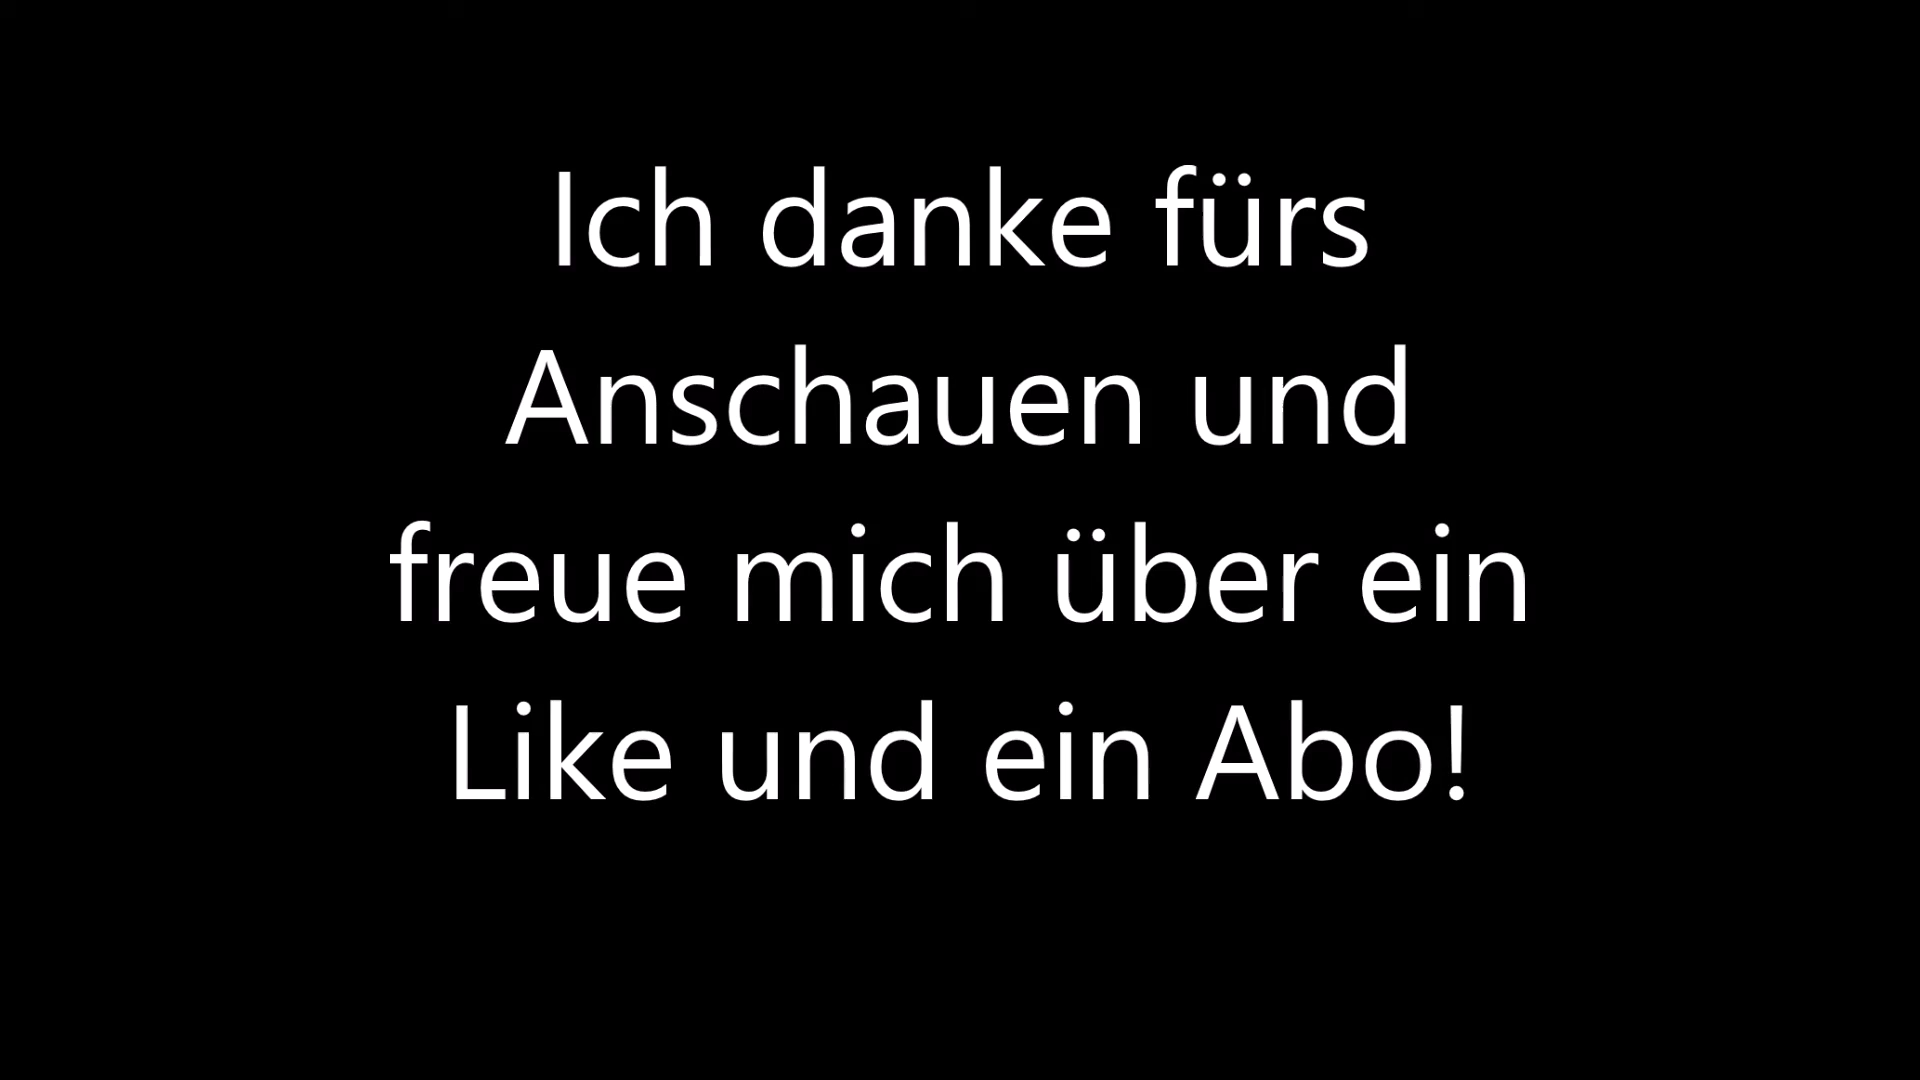 Ich danke fürs
Anschauen und
freue mich über ein
Like und ein Abo!